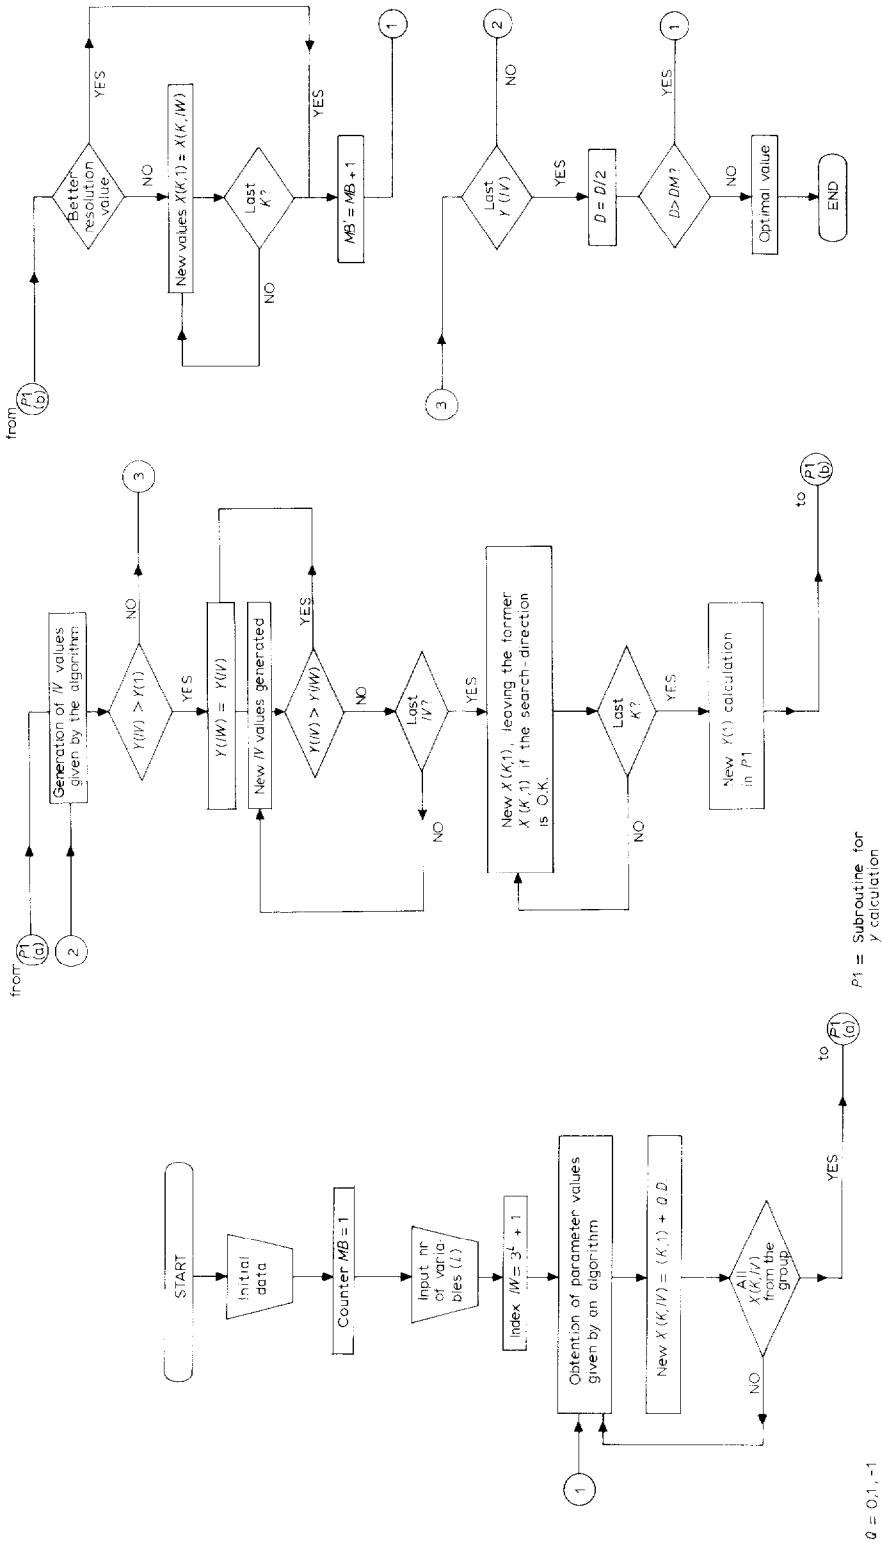 START
Initial
data
Counter MB = 1
Input nr
of varia-
bles (L)
Index IW = 3^L + 1
1
Obtention of parameter values
given by an algorithm
New X(K,IV) = (K,1) + Q.D.
All
X(K,IV)
from the
group
NO
YES
to P1
(a)
Q = 0,1,-1
from P1
(a)
2
Generation of IV values
given by the algorithm
Y(IV) > Y(1)
NO
3
YES
Y(IW) = Y(IV)
New IV values generated
Y(IV) > Y(IW)
YES
NO
Last
IV?
NO
YES
New X(K,1), leaving the former
X(K,1) if the search-direction
is O.K.
Last
K?
NO
YES
New Y(1) calculation
in P1
to P1
(b)
P1 = Subroutine for
y calculation
from P1
(b)
Better
resolution
value
YES
NO
New values X(K,1) = X(K,IW)
Last
K?
NO
YES
MB' = MB + 1
1
3
Last
Y(IV)
NO
2
YES
D = D/2
D > DM?
YES
1
NO
Optimal value
END